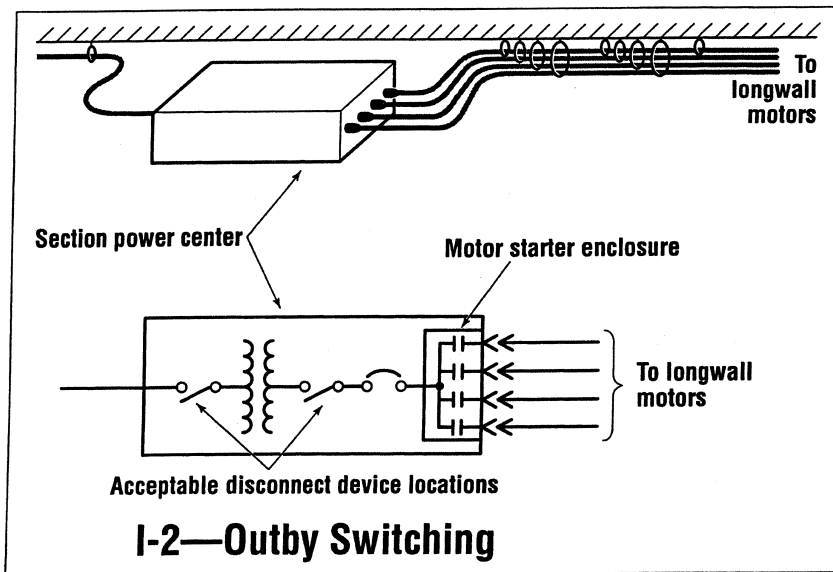 To
longwall
motors
Section power center
Motor starter enclosure
To longwall
motors
Acceptable disconnect device locations
I-2—Outby Switching